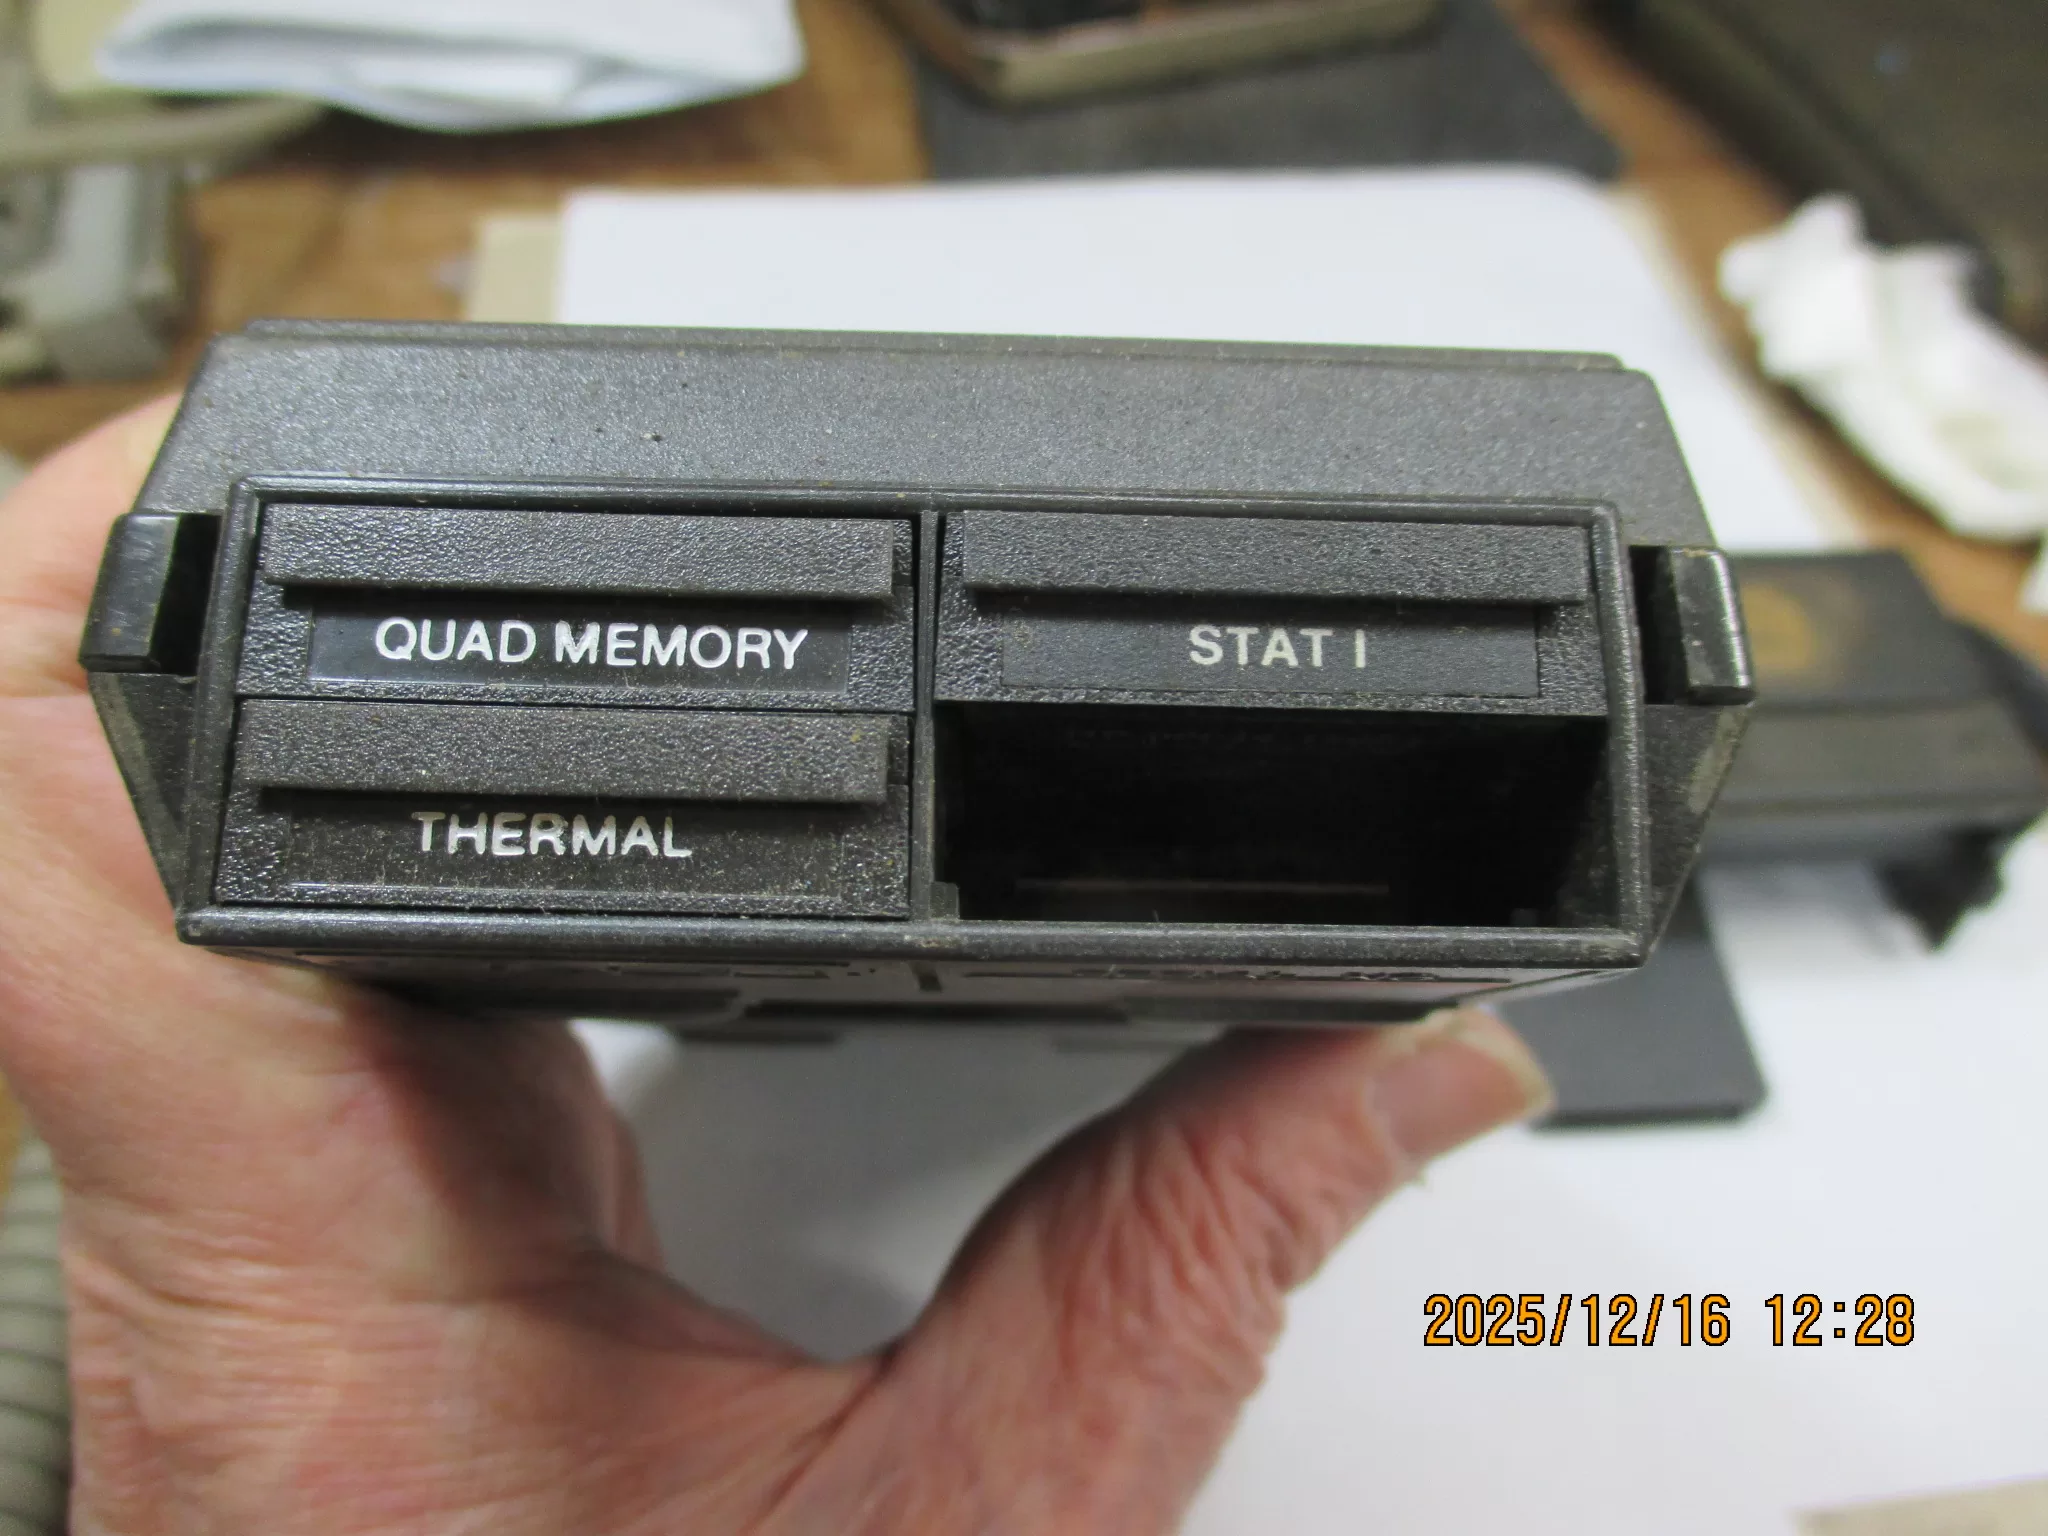 QUAD MEMORY
STAT I
THERMAL
2025/12/16 12:28